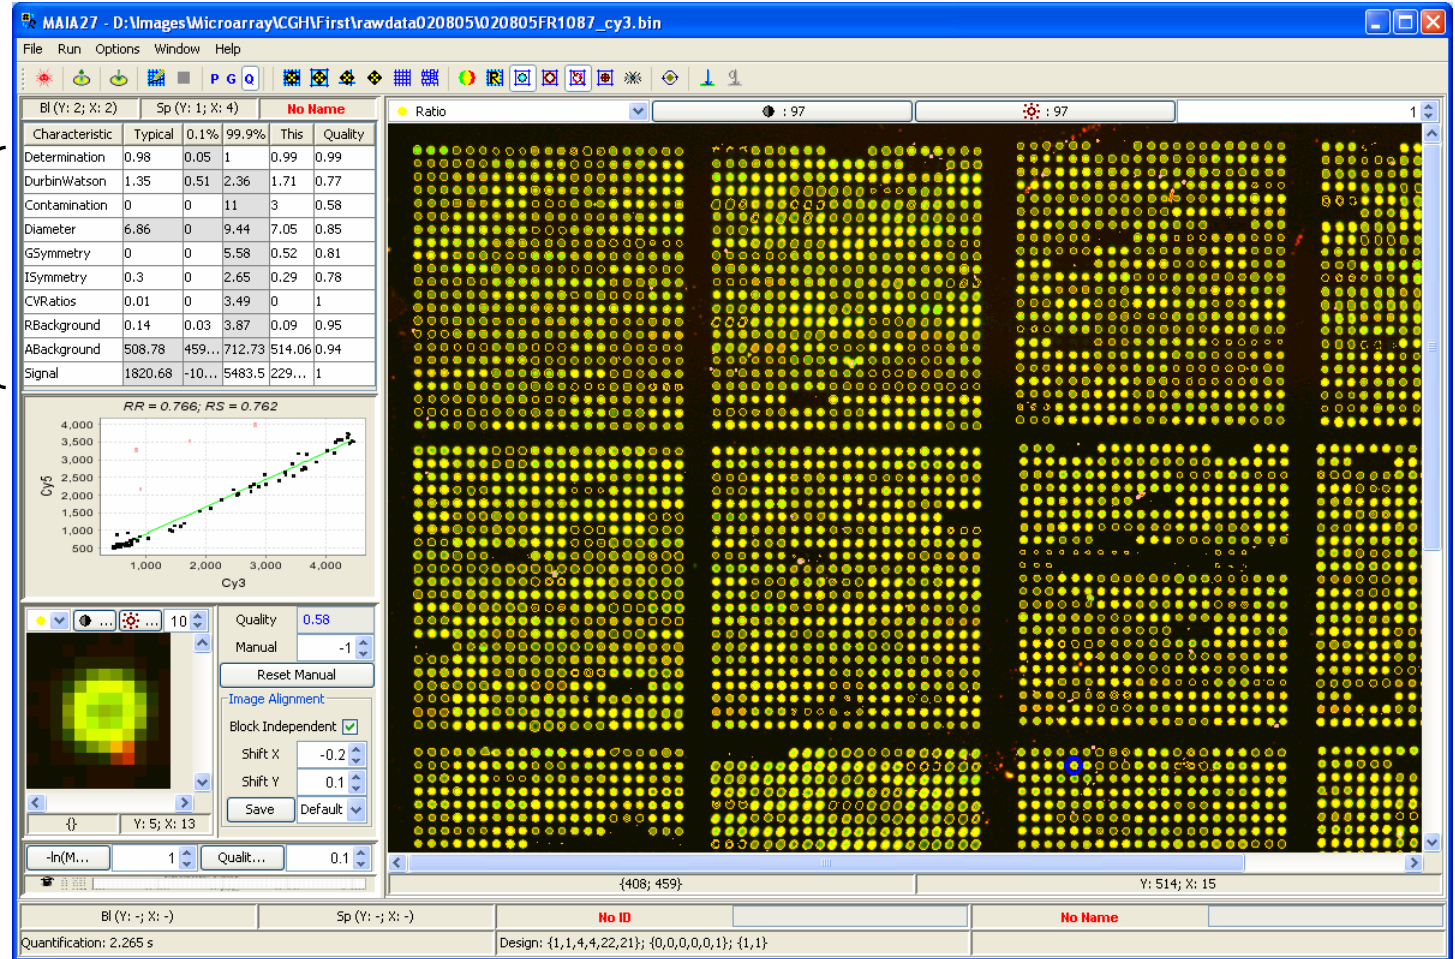 MAIA27 - D:\Images\Microarray\CGH\First\rawdata020805\020805FR1087_cy3.bin
File Run Options Window Help
P G Q R
Bl (Y: 2; X: 2) Sp (Y: 1; X: 4) No Name
Ratio : 97 : 97 1
Characteristic Typical 0.1% 99.9% This Quality
Determination 0.98 0.05 1 0.99 0.99
DurbinWatson 1.35 0.51 2.36 1.71 0.77
Contamination 0 0 11 3 0.58
Diameter 6.86 0 9.44 7.05 0.85
GSymmetry 0 0 5.58 0.52 0.81
ISymmetry 0.3 0 2.65 0.29 0.78
CVRatios 0.01 0 3.49 0 1
RBackground 0.14 0.03 3.87 0.09 0.95
ABackground 508.78 459... 712.73 514.06 0.94
Signal 1820.68 -10... 5483.5 229... 1
RR = 0.766; RS = 0.762
4,000
3,500
3,000
2,500
2,000
1,500
1,000
500
Cy5
1,000 2,000 3,000 4,000
Cy3
... ... 10
Quality 0.58
Manual -1
Reset Manual
Image Alignment
Block Independent
Shift X -0.2
Shift Y 0.1
Save Default
{} Y: 5; X: 13
-ln(M... 1 Qualit... 0.1
{408; 459} Y: 514; X: 15
Bl (Y: -; X: -) Sp (Y: -; X: -) No ID No Name
Quantification: 2.265 s Design: {1,1,4,4,22,21}; {0,0,0,0,0,1}; {1,1}